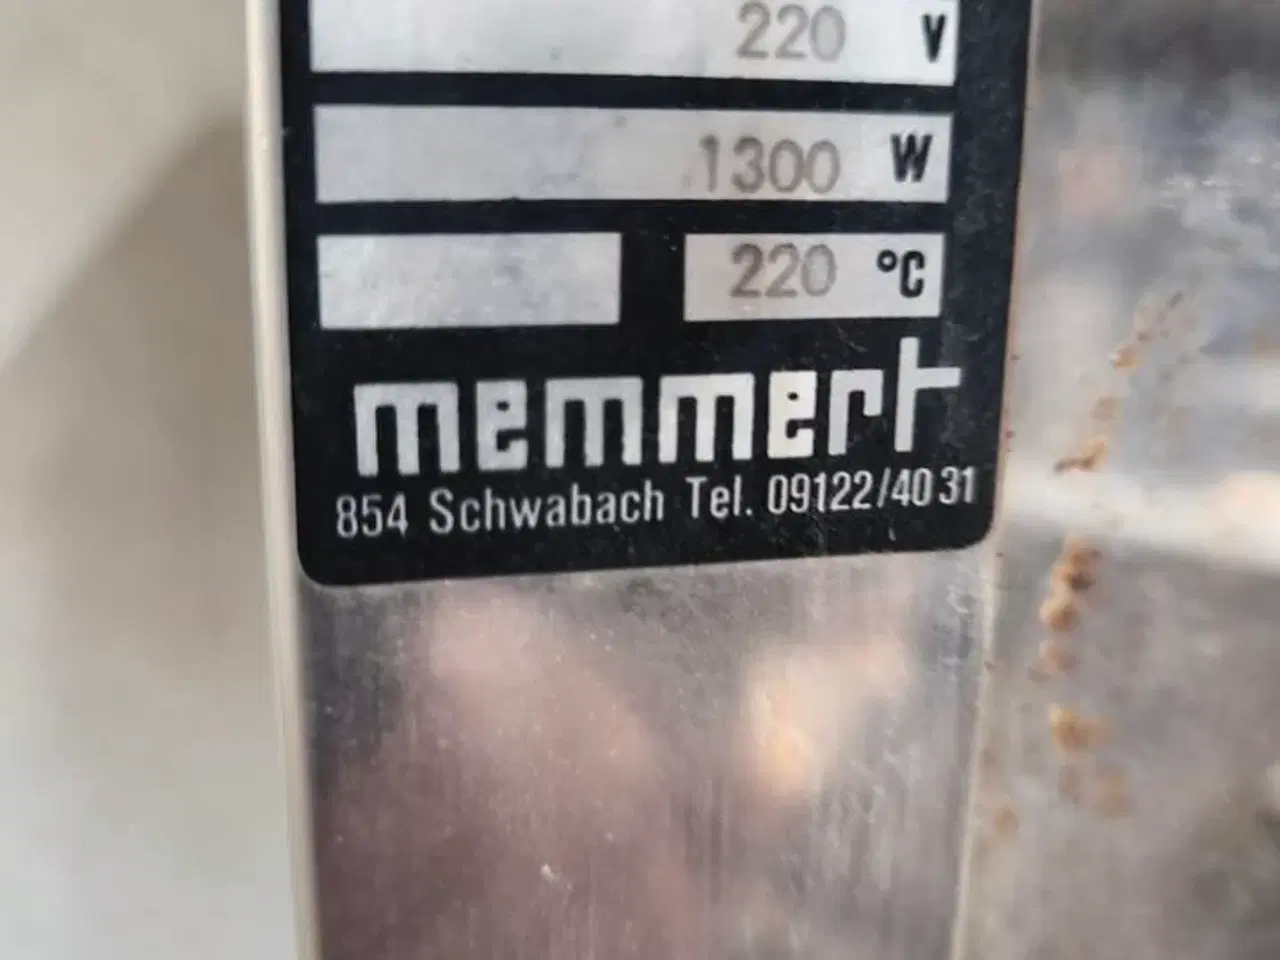 220 V
1300 W
220 °C
memmert
854 Schwabach Tel. 09122/40 31